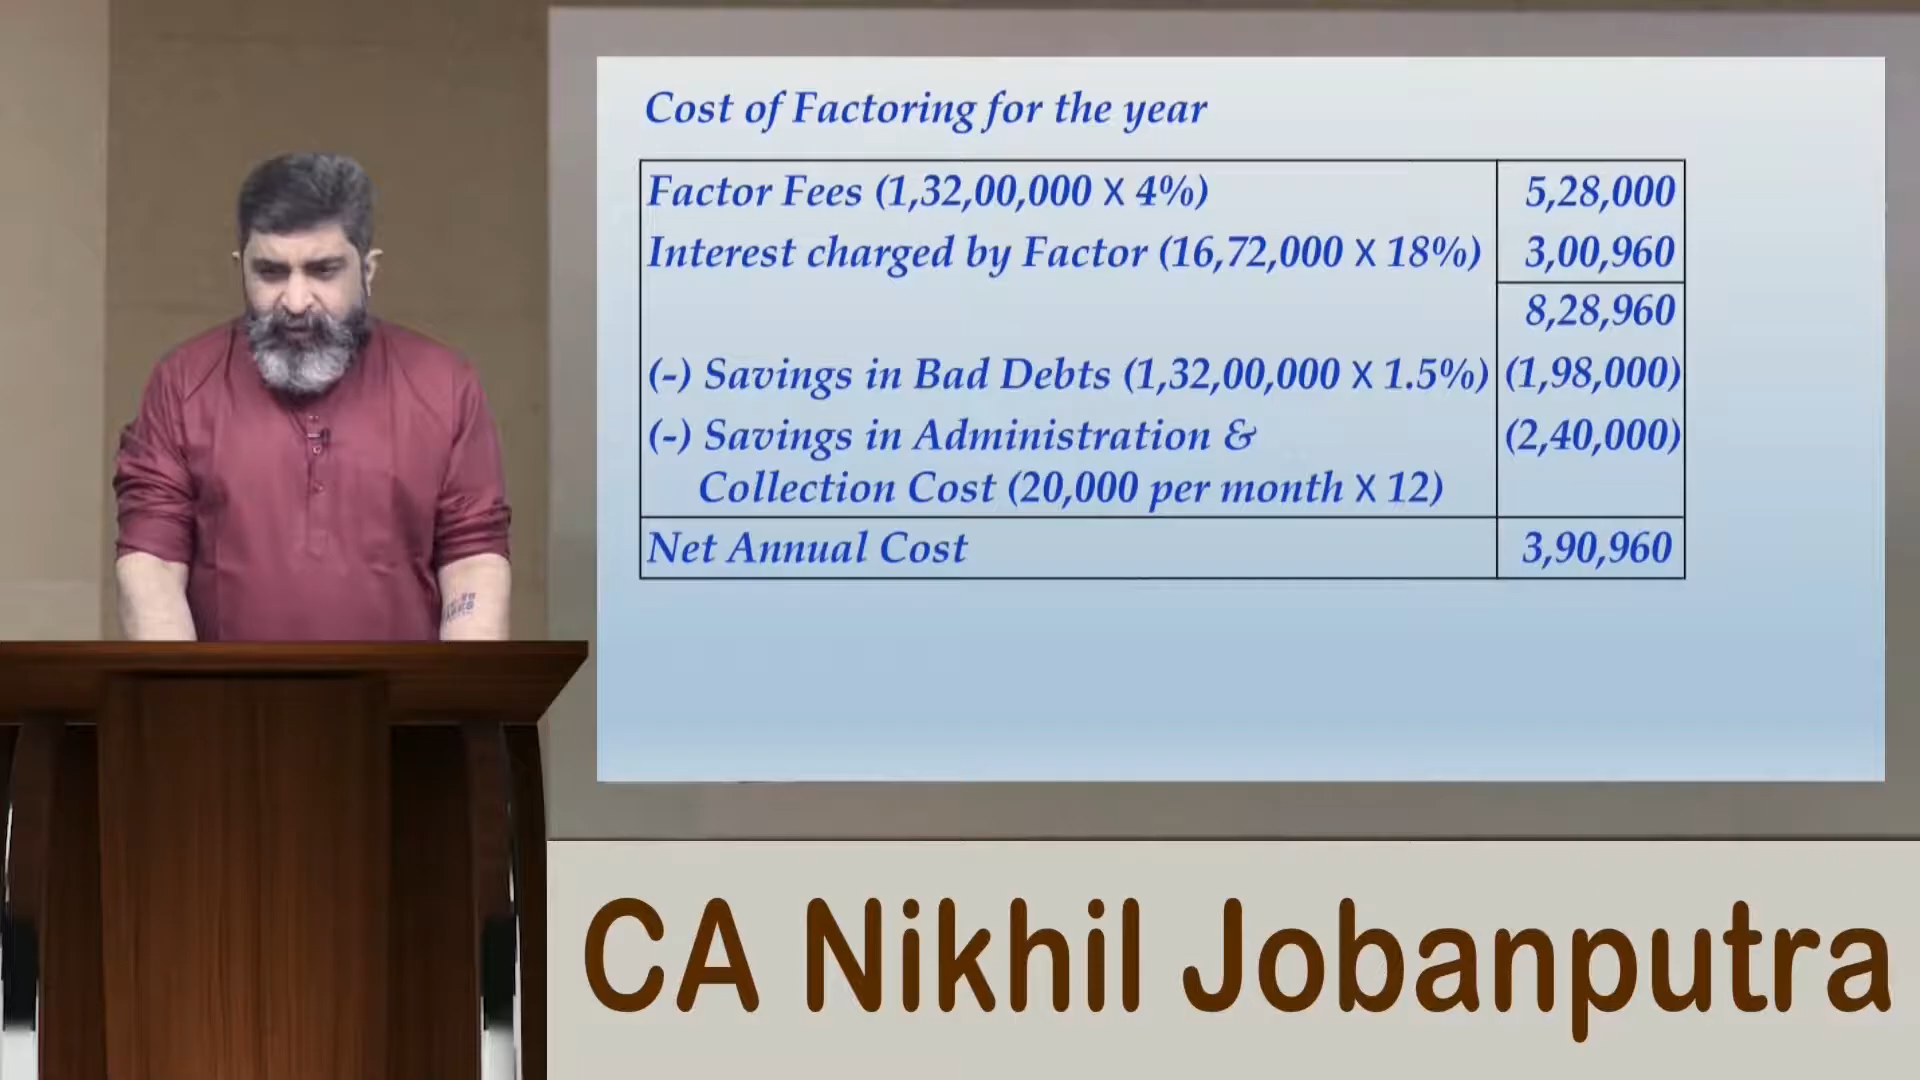 Cost of Factoring for the year
Factor Fees (1,32,00,000 X 4%) 5,28,000
Interest charged by Factor (16,72,000 X 18%) 3,00,960
8,28,960
(-) Savings in Bad Debts (1,32,00,000 X 1.5%) (1,98,000)
(-) Savings in Administration & (2,40,000)
Collection Cost (20,000 per month X 12)
Net Annual Cost 3,90,960
CA Nikhil Jobanputra